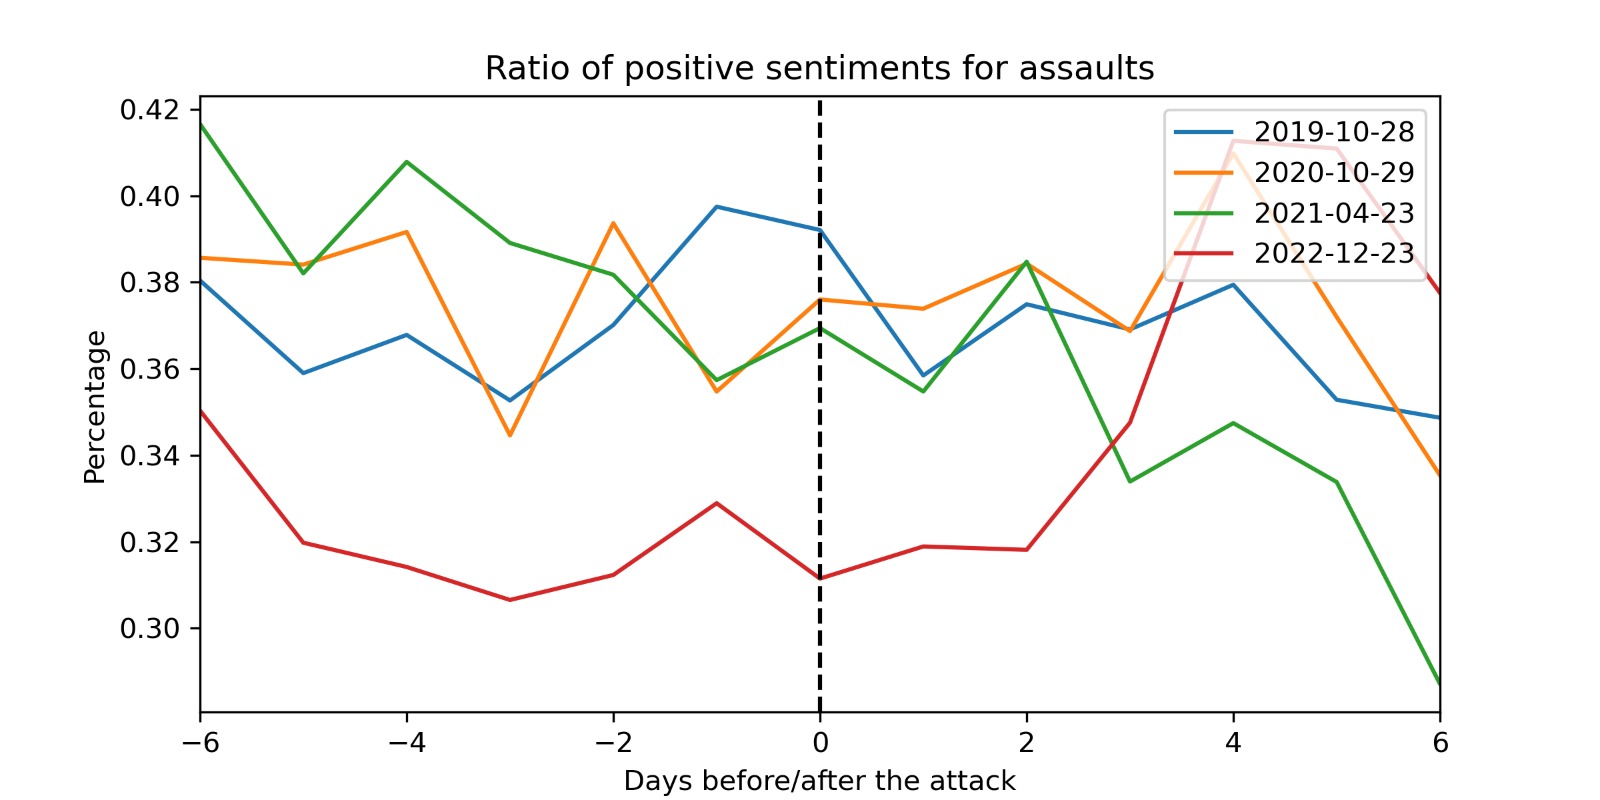 Ratio of positive sentiments for assaults
0.42
0.40
0.38
0.36
0.34
0.32
0.30
Percentage
2019-10-28
2020-10-29
2021-04-23
2022-12-23
−6 −4 −2 0 2 4 6
Days before/after the attack